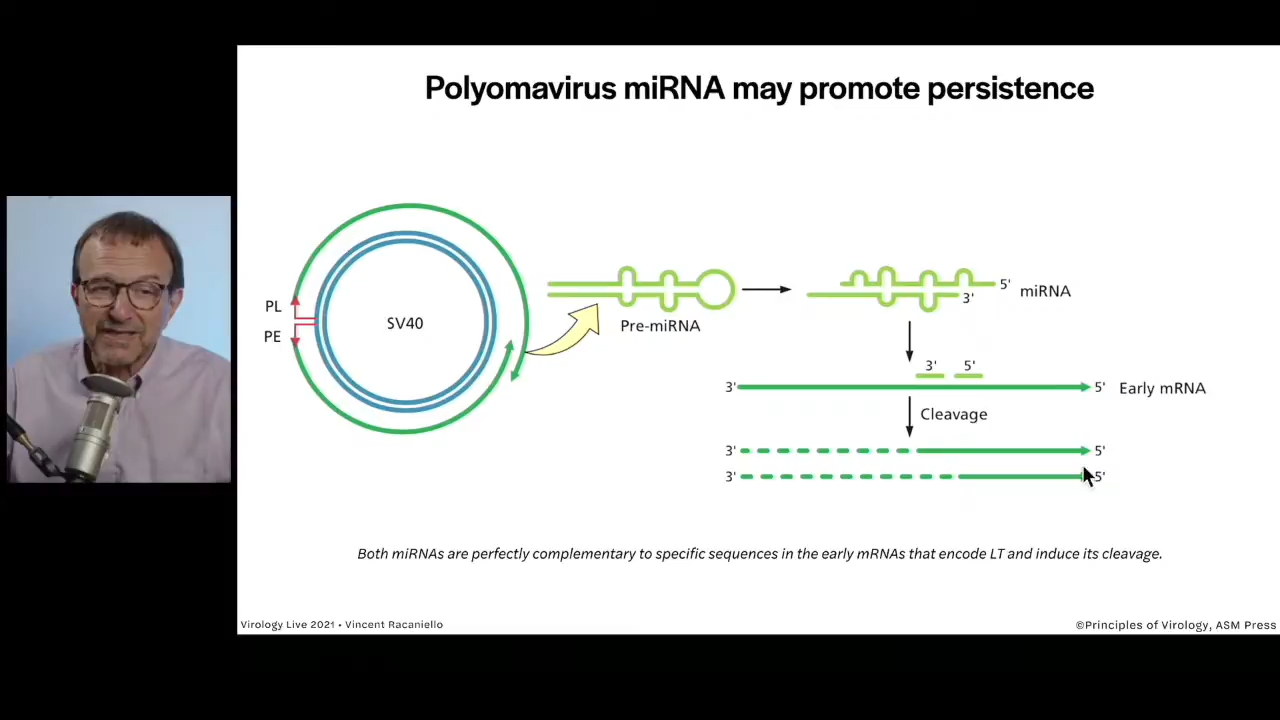 Polyomavirus miRNA may promote persistence
PL
PE
SV40
Pre-miRNA
5'
3'
miRNA
3' 5'
3' 5' Early mRNA
Cleavage
3' 5'
3' 5'
Both miRNAs are perfectly complementary to specific sequences in the early mRNAs that encode LT and induce its cleavage.
Virology Live 2021 • Vincent Racaniello
©Principles of Virology, ASM Press